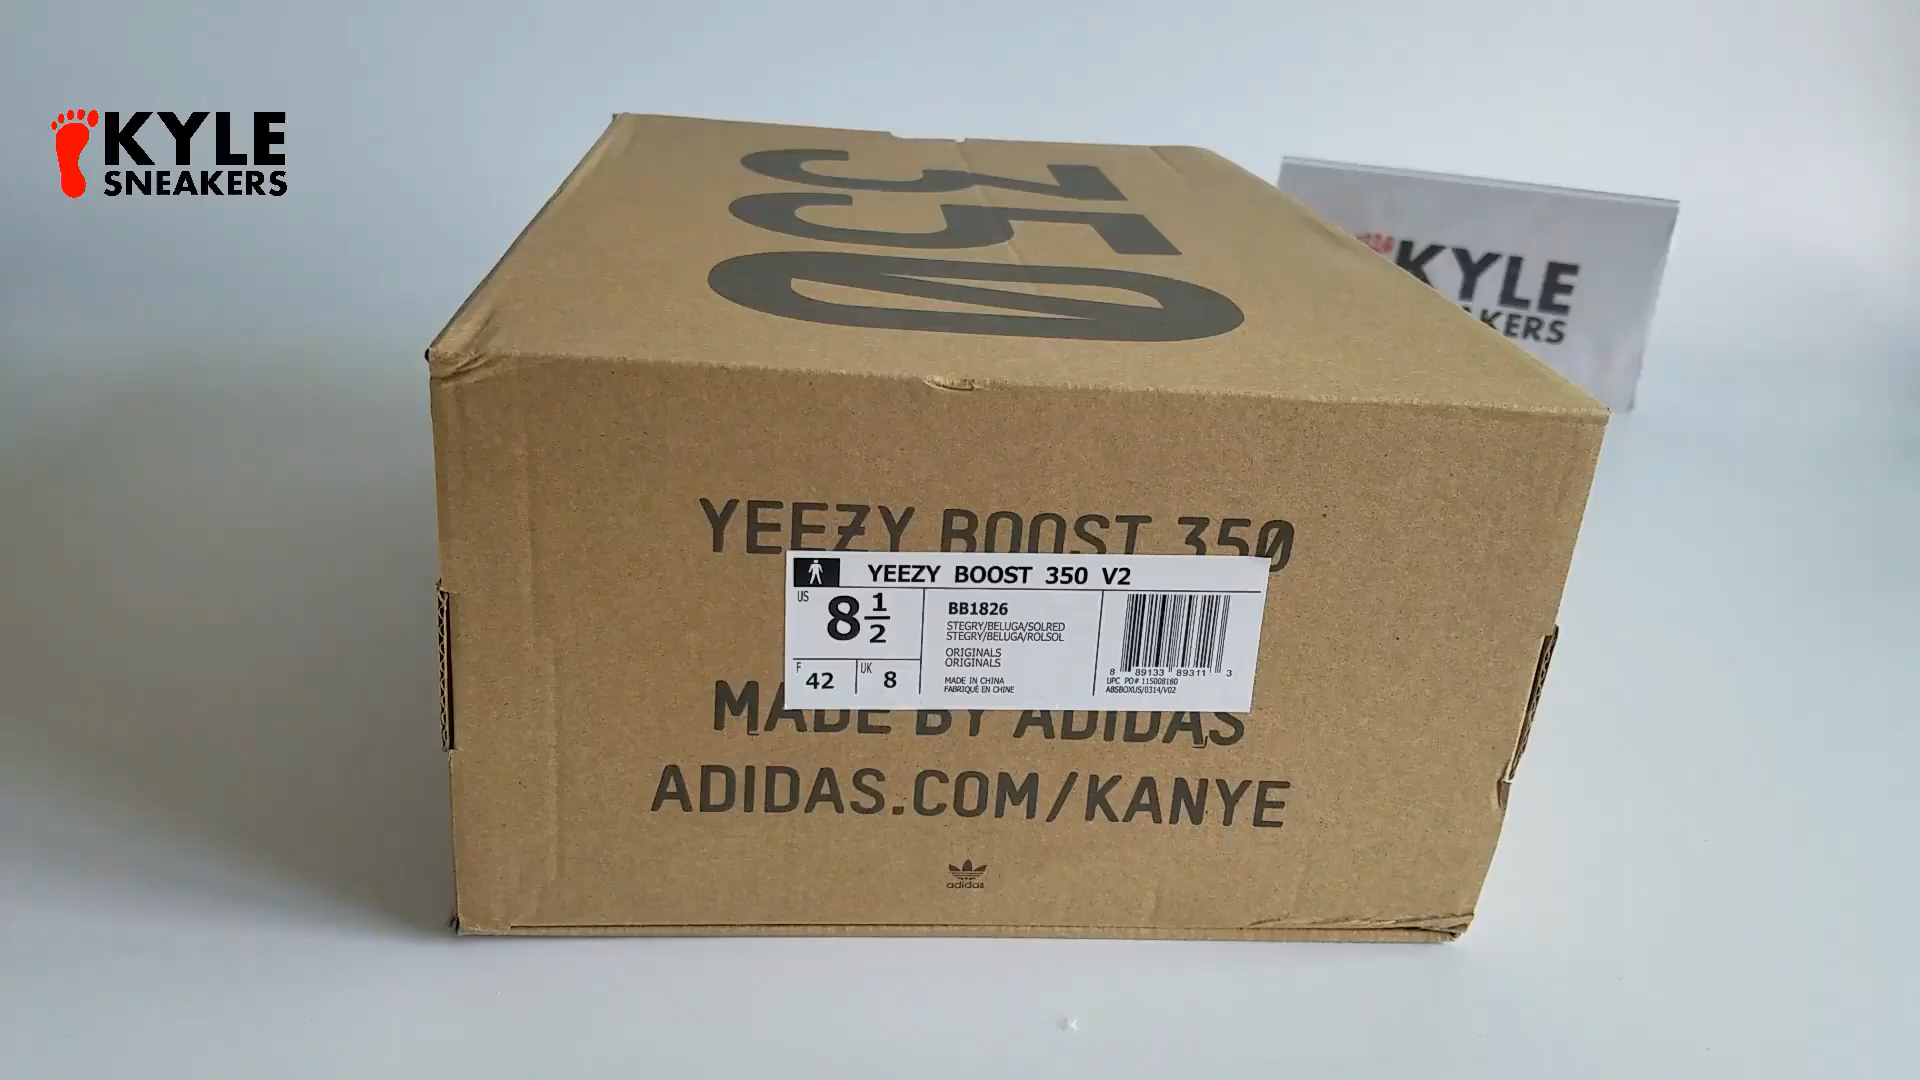 KYLE
SNEAKERS
350
KYLE
KERS
YEEZY BOOST 350
YEEZY BOOST 350 V2
US
8 1/2
F
42
UK
8
BB1826
STEGRY/BELUGA/SOLRED
STEGRY/BELUGA/ROLSOL
ORIGINALS
ORIGINALS
MADE IN CHINA
FABRIQUÉ EN CHINE
8 89133 89311 3
UPC PO# 115008180
ABSBOXUS/0314/V02
MADE BY ADIDAS
ADIDAS.COM/KANYE
adidas